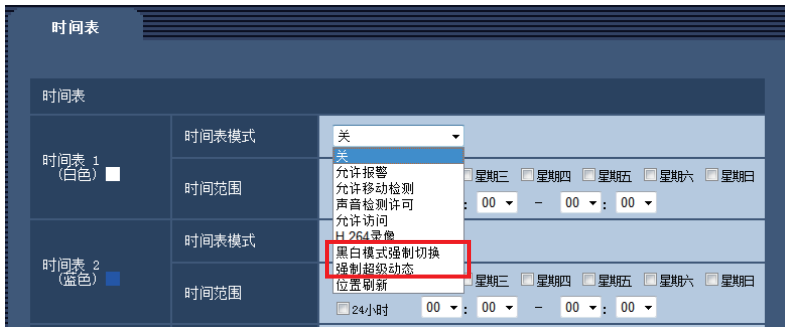 时间表
时间表
时间表 1
(白色)
时间表模式
关
关
允许报警
允许移动检测
声音检测许可
允许访问
H.264录像
黑白模式强制切换
强制超级动态
位置刷新
时间范围
星期三 星期四 星期五 星期六 星期日
: 00 - 00 : 00
时间表 2
(蓝色)
时间表模式
时间范围
星期三 星期四 星期五 星期六 星期日
24小时 00 : 00 - 00 : 00